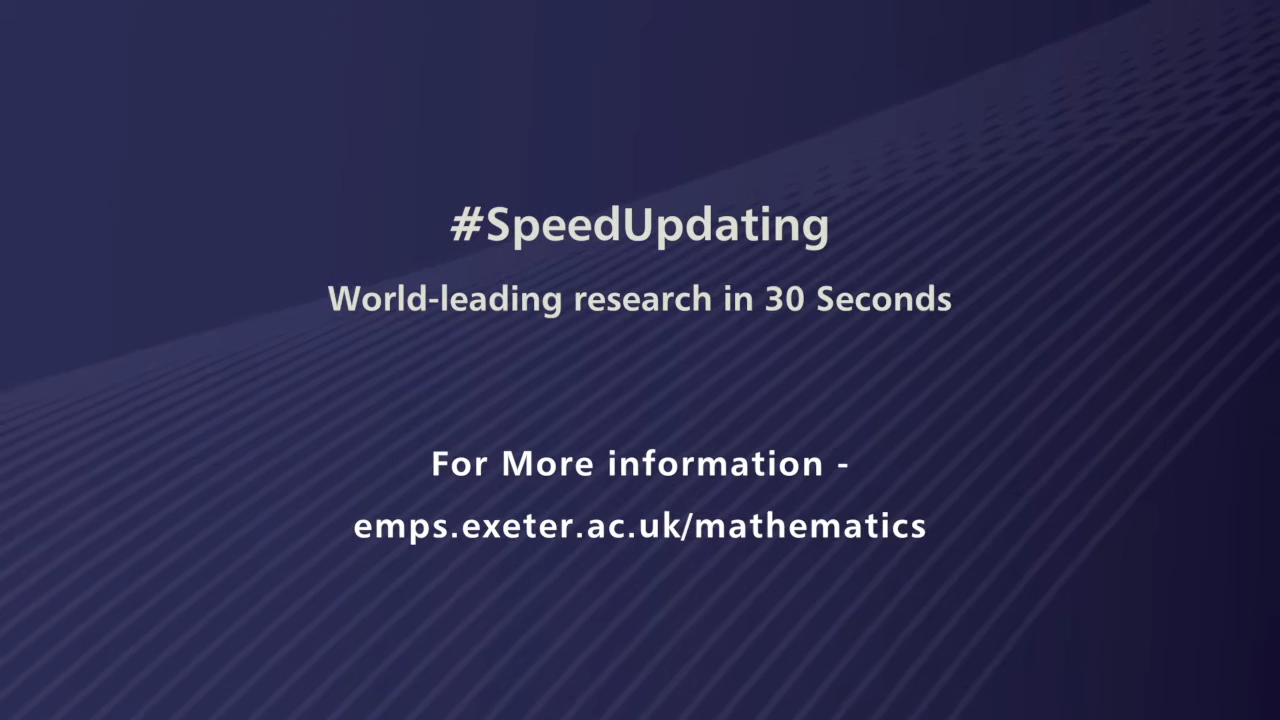 #SpeedUpdating
World-leading research in 30 Seconds
For More information -
emps.exeter.ac.uk/mathematics